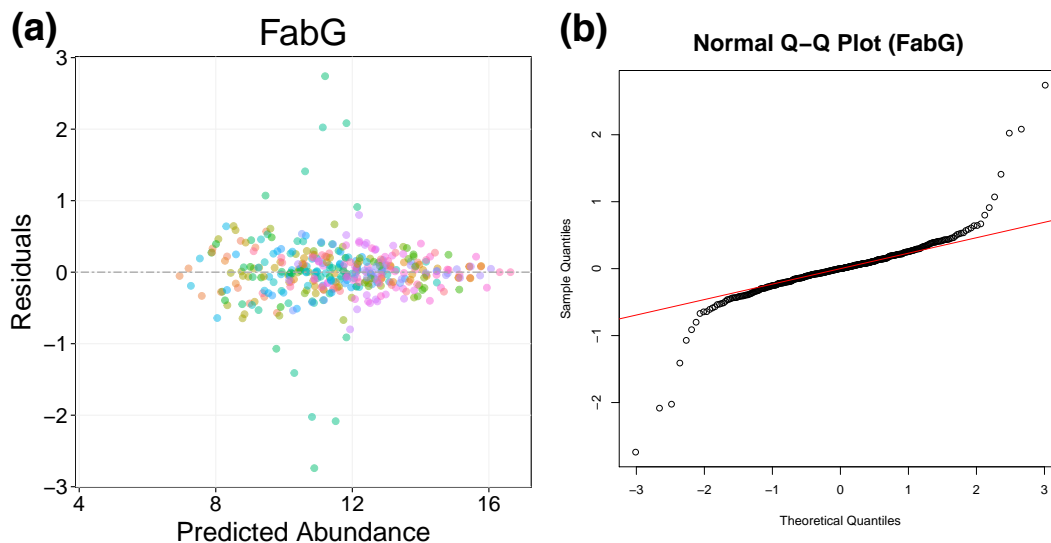 (a)
FabG
3
2
1
0
−1
−2
−3
Residuals
4
8
12
16
Predicted Abundance
(b)
Normal Q−Q Plot (FabG)
2
1
0
−1
−2
Sample Quantiles
−3
−2
−1
0
1
2
3
Theoretical Quantiles